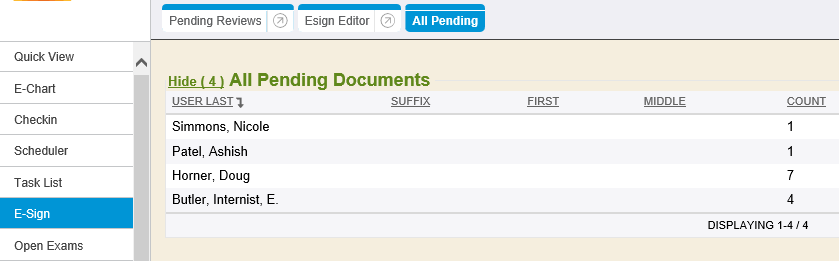 Pending Reviews Esign Editor All Pending
Quick View
E-Chart
Checkin
Scheduler
Task List
E-Sign
Open Exams
Hide ( 4 ) All Pending Documents
USER LAST SUFFIX FIRST MIDDLE COUNT
Simmons, Nicole 1
Patel, Ashish 1
Horner, Doug 7
Butler, Internist, E. 4
DISPLAYING 1-4 / 4